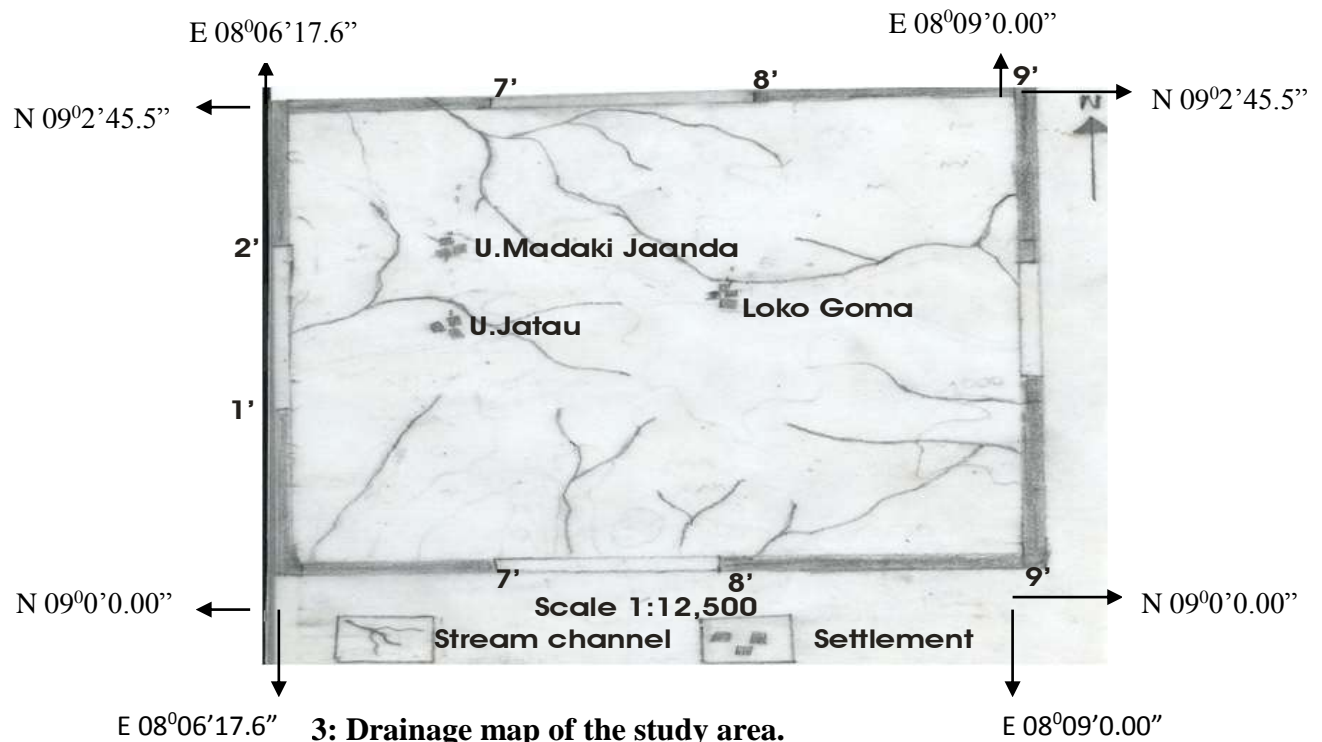 E 08⁰06’17.6”
E 08⁰09’0.00”
7’
8’
9’
N 09⁰2’45.5”
N 09⁰2’45.5”
N
2’
U.Madaki Jaanda
Loko Goma
U.Jatau
1’
7’
8’
9’
N 09⁰0’0.00”
Scale 1:12,500
N 09⁰0’0.00”
Stream channel
Settlement
E 08⁰06’17.6”
3: Drainage map of the study area.
E 08⁰09’0.00”